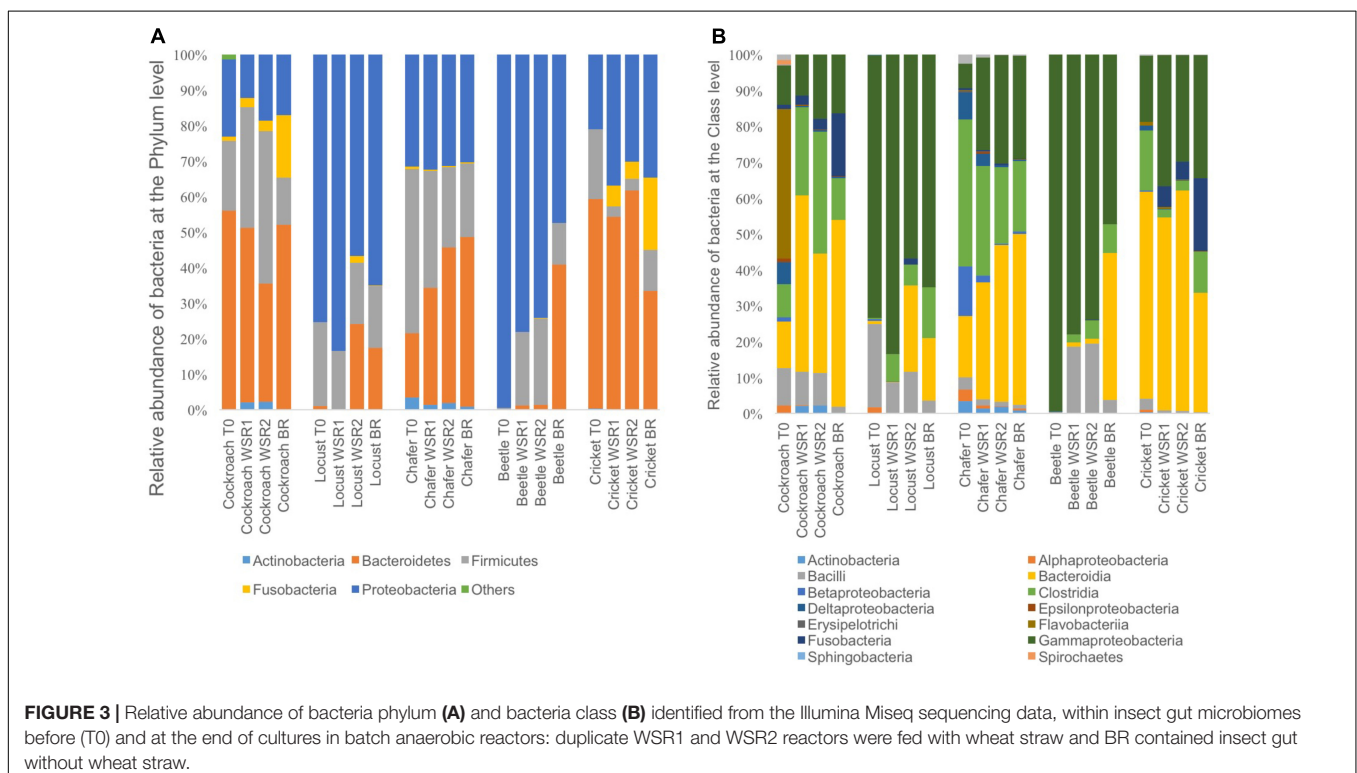 A
Relative abundance of bacteria at the Phylum level
100%
90%
80%
70%
60%
50%
40%
30%
20%
10%
0%
Cockroach T0
Cockroach WSR1
Cockroach WSR2
Cockroach BR
Locust T0
Locust WSR1
Locust WSR2
Locust BR
Chafer T0
Chafer WSR1
Chafer WSR2
Chafer BR
Beetle T0
Beetle WSR1
Beetle WSR2
Beetle BR
Cricket T0
Cricket WSR1
Cricket WSR2
Cricket BR
Actinobacteria Bacteroidetes Firmicutes
Fusobacteria Proteobacteria Others
B
Relative abundance of bacteria at the Class level
100%
90%
80%
70%
60%
50%
40%
30%
20%
10%
0%
Cockroach T0
Cockroach WSR1
Cockroach WSR2
Cockroach BR
Locust T0
Locust WSR1
Locust WSR2
Locust BR
Chafer T0
Chafer WSR1
Chafer WSR2
Chafer BR
Beetle T0
Beetle WSR1
Beetle WSR2
Beetle BR
Cricket T0
Cricket WSR1
Cricket WSR2
Cricket BR
Actinobacteria Alphaproteobacteria
Bacilli Bacteroidia
Betaproteobacteria Clostridia
Deltaproteobacteria Epsilonproteobacteria
Erysipelotrichi Flavobacteriia
Fusobacteria Gammaproteobacteria
Sphingobacteria Spirochaetes
FIGURE 3 | Relative abundance of bacteria phylum (A) and bacteria class (B) identified from the Illumina Miseq sequencing data, within insect gut microbiomes
before (T0) and at the end of cultures in batch anaerobic reactors: duplicate WSR1 and WSR2 reactors were fed with wheat straw and BR contained insect gut
without wheat straw.